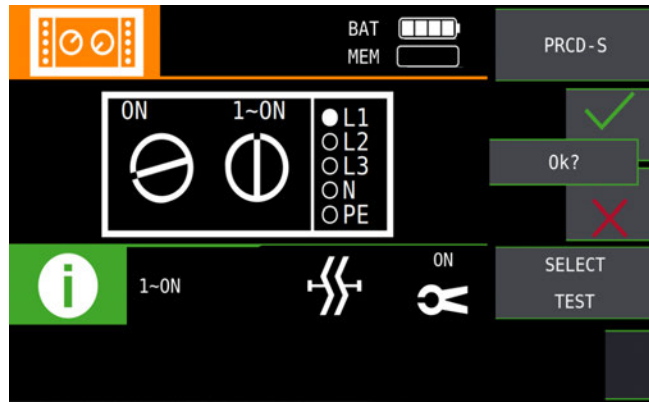 BAT
MEM
PRCD-S
ON 1~ON
L1
L2
L3
N
PE
Ok?
i
1~ON
ON
SELECT
TEST